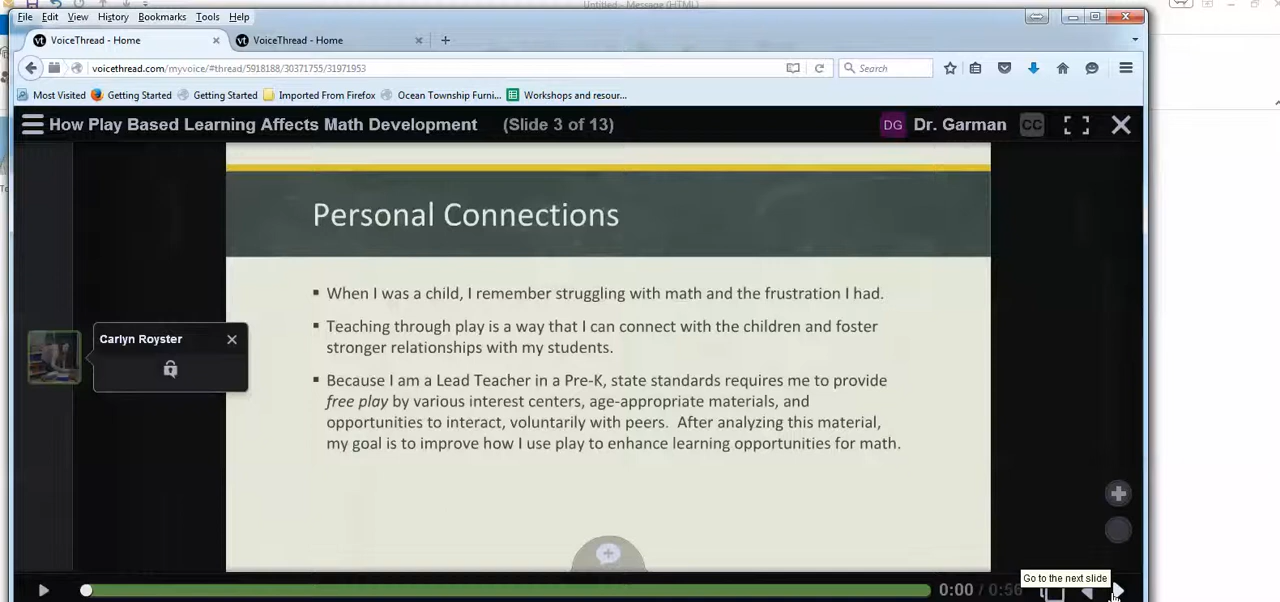 Untitled - Message (HTML)
File Edit View History Bookmarks Tools Help
vt VoiceThread - Home × vt VoiceThread - Home × +
voicethread.com/myvoice/#thread/5918188/30371755/31971953 Search
Most Visited Getting Started Getting Started Imported From Firefox Ocean Township Furni... Workshops and resour...
How Play Based Learning Affects Math Development (Slide 3 of 13) DG Dr. Garman CC
Personal Connections
▪ When I was a child, I remember struggling with math and the frustration I had.
▪ Teaching through play is a way that I can connect with the children and foster
stronger relationships with my students.
Carlyn Royster
▪ Because I am a Lead Teacher in a Pre-K, state standards requires me to provide
free play by various interest centers, age-appropriate materials, and
opportunities to interact, voluntarily with peers. After analyzing this material,
my goal is to improve how I use play to enhance learning opportunities for math.
Go to the next slide
0:00 / 0:56